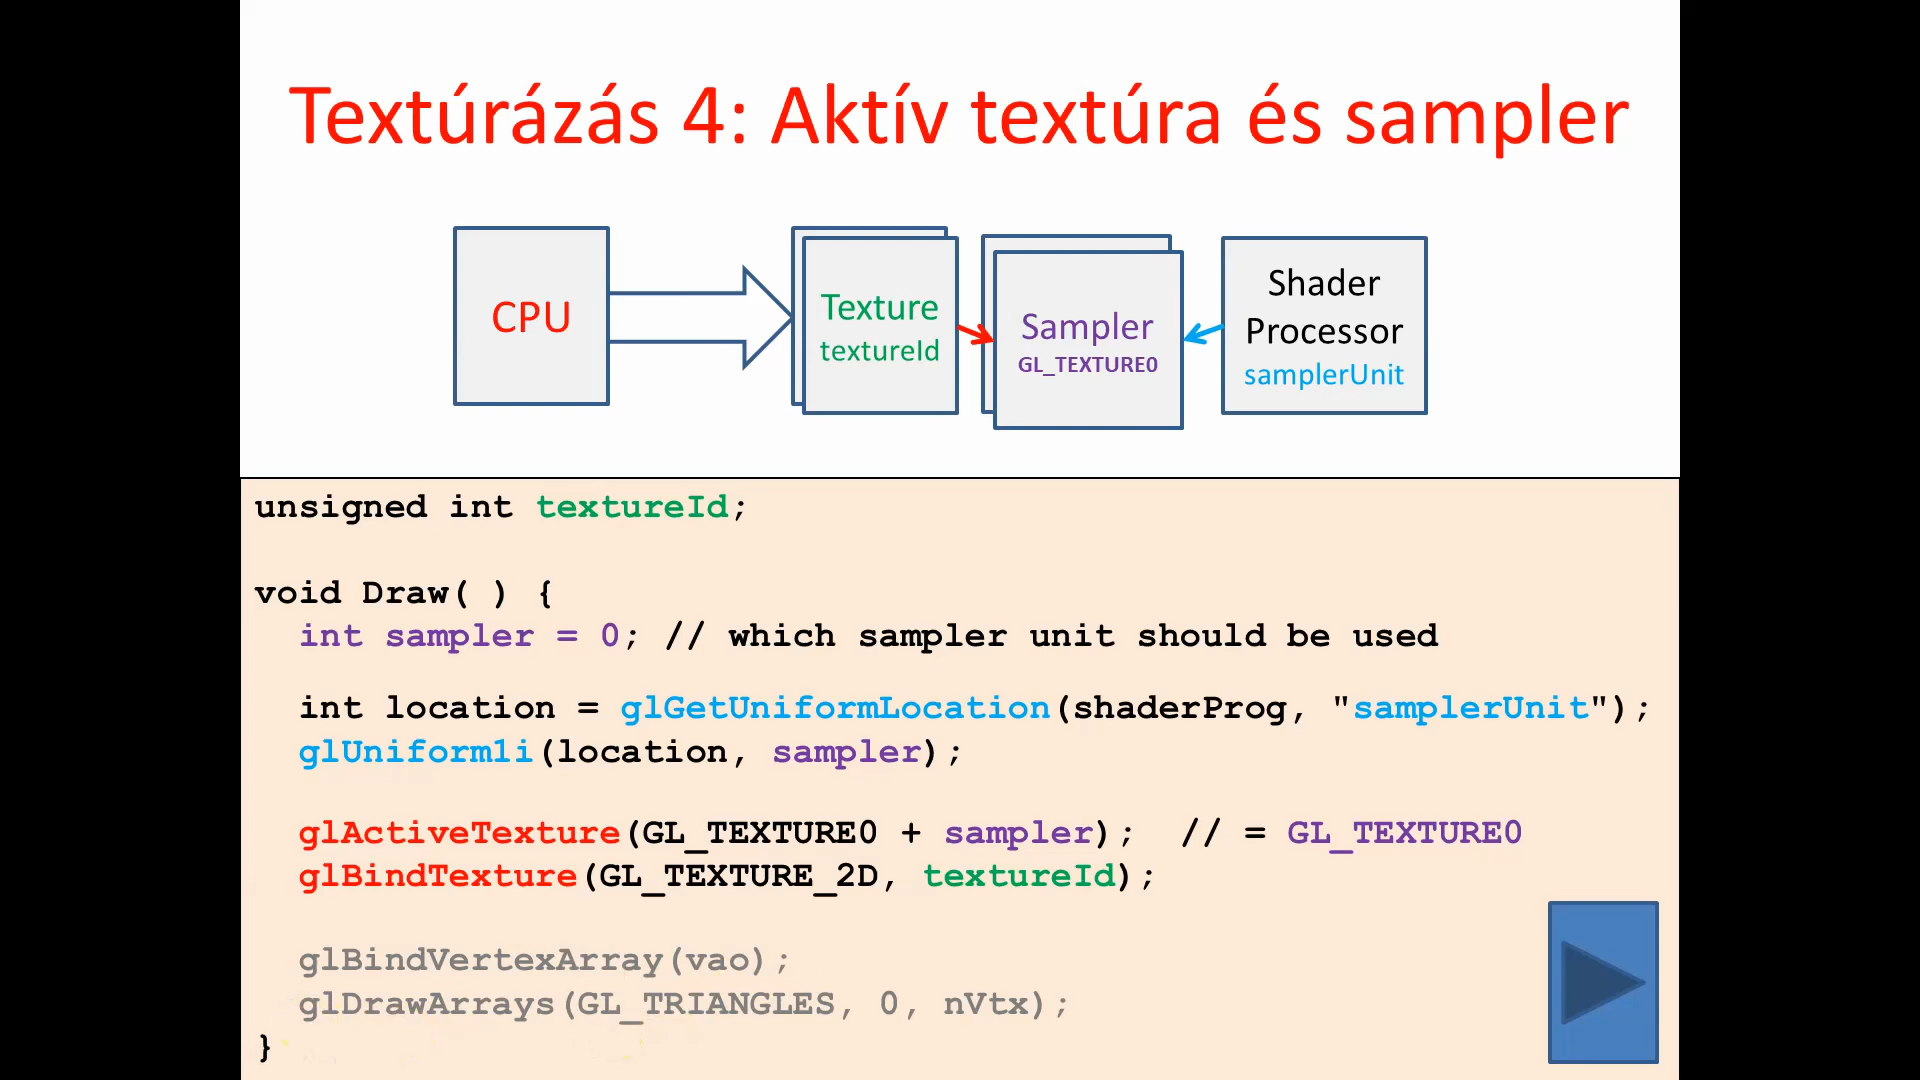 Textúrázás 4: Aktív textúra és sampler
CPU
Texture
textureId
Sampler
GL_TEXTURE0
Shader
Processor
samplerUnit
unsigned int textureId;
void Draw( ) {
int sampler = 0; // which sampler unit should be used
int location = glGetUniformLocation(shaderProg, "samplerUnit");
glUniform1i(location, sampler);
glActiveTexture(GL_TEXTURE0 + sampler); // = GL_TEXTURE0
glBindTexture(GL_TEXTURE_2D, textureId);
glBindVertexArray(vao);
glDrawArrays(GL_TRIANGLES, 0, nVtx);
}